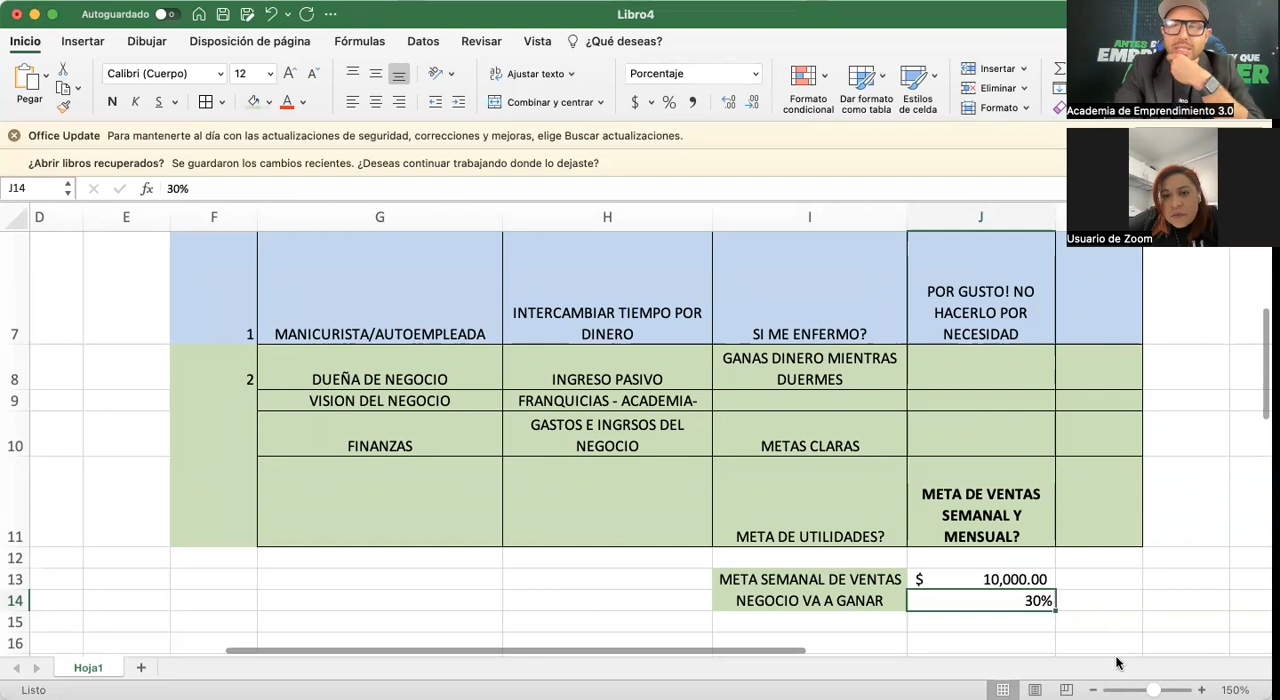 Autoguardado
Libro4
Inicio Insertar Dibujar Disposición de página Fórmulas Datos Revisar Vista ¿Qué deseas?
Pegar
Calibri (Cuerpo) 12
N K S
Ajustar texto
Combinar y centrar
Porcentaje
$ %
Formato condicional
Dar formato como tabla
Estilos de celda
Insertar
Eliminar
Formato
Academia de Emprendimiento 3.0
Office Update Para mantenerte al día con las actualizaciones de seguridad, correcciones y mejoras, elige Buscar actualizaciones.
¿Abrir libros recuperados? Se guardaron los cambios recientes. ¿Deseas continuar trabajando donde lo dejaste?
J14 fx 30%
Usuario de Zoom
D E F G H I J
7 1 MANICURISTA/AUTOEMPLEADA INTERCAMBIAR TIEMPO POR DINERO SI ME ENFERMO? POR GUSTO! NO HACERLO POR NECESIDAD
8 2 DUEÑA DE NEGOCIO INGRESO PASIVO GANAS DINERO MIENTRAS DUERMES
9 VISION DEL NEGOCIO FRANQUICIAS - ACADEMIA-
10 FINANZAS GASTOS E INGRSOS DEL NEGOCIO METAS CLARAS
11 META DE UTILIDADES? META DE VENTAS SEMANAL Y MENSUAL?
12
13 META SEMANAL DE VENTAS $ 10,000.00
14 NEGOCIO VA A GANAR 30%
15
16
Hoja1
Listo 150%